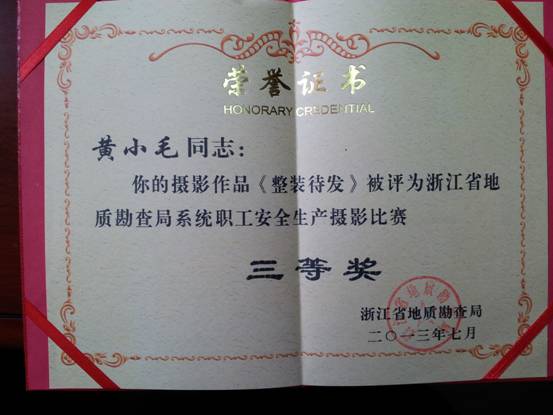 荣誉证书
HONORARY CREDENTIAL
黄小毛同志：
你的摄影作品《整装待发》被评为浙江省地
质勘查局系统职工安全生产摄影比赛
三等奖
浙江省地质勘查局
二〇一三年七月